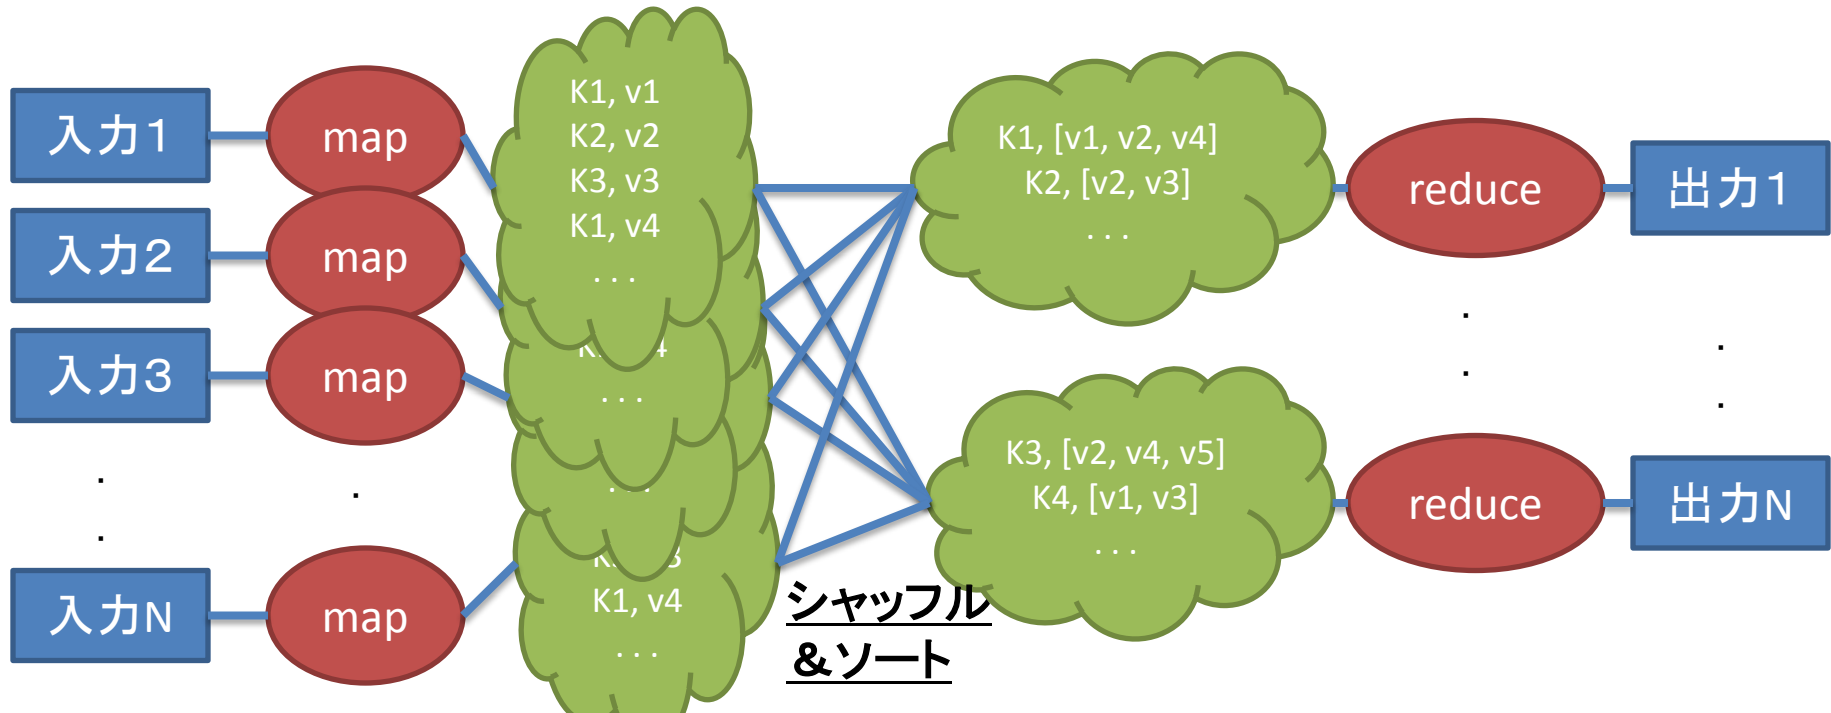 入力1
入力2
入力3
.
.
入力N
map
map
map
.
map
K1, v1
K2, v2
K3, v3
K1, v4
. . .
. . .
. . .
K1, v4
. . .
シャッフル
&ソート
K1, [v1, v2, v4]
K2, [v2, v3]
. . .
K3, [v2, v4, v5]
K4, [v1, v3]
. . .
reduce
.
.
reduce
出力1
.
.
出力N